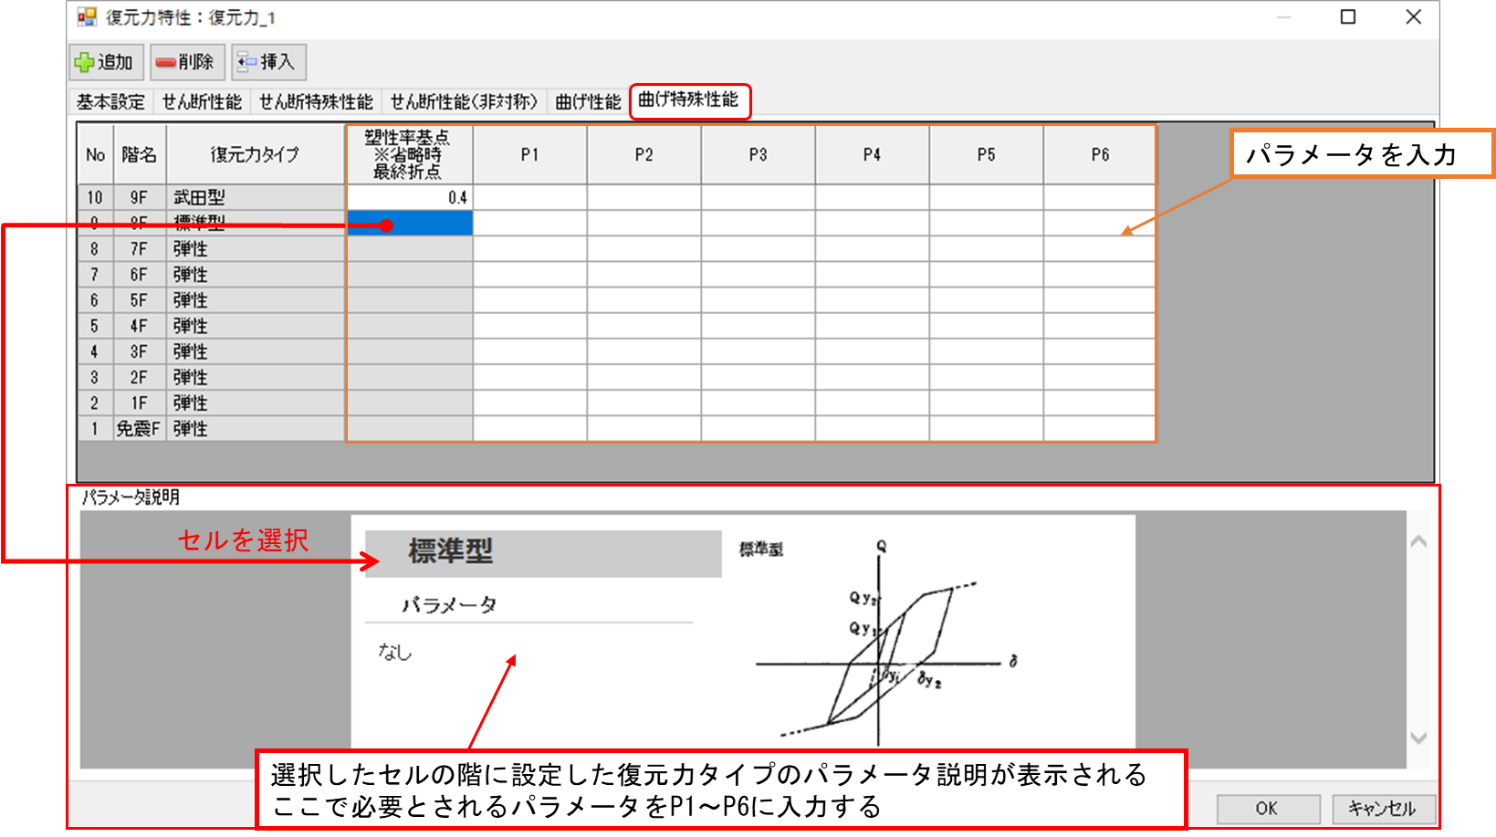 復元力特性：復元力_1
追加 削除 挿入
基本設定 せん断性能 せん断特殊性能 せん断性能(非対称) 曲げ性能 曲げ特殊性能
No 階名 復元力タイプ 塑性率基点 P1 P2 P3 P4 P5 P6
※省略時
最終折点
パラメータを入力
10 9F 武田型 0.4
9 8F 標準型
8 7F 弾性
7 6F 弾性
6 5F 弾性
5 4F 弾性
4 3F 弾性
3 2F 弾性
2 1F 弾性
1 免震F 弾性
パラメータ説明
セルを選択
標準型
パラメータ
なし
標準型 Q
Qy₂
Qy₁
δ
δy₁ δy₂
選択したセルの階に設定した復元力タイプのパラメータ説明が表示される
ここで必要とされるパラメータをP1～P6に入力する
OK キャンセル